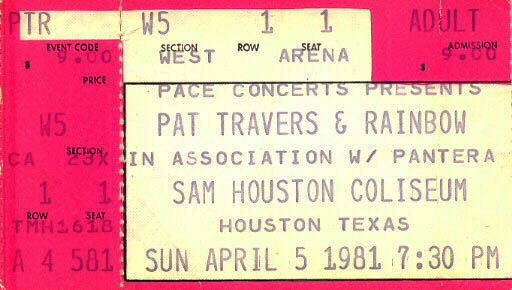 PTR W5 1 1 ADULT
EVENT CODE SECTION ROW SEAT ADMISSION
$ 9.00 WEST ARENA $ 9.00
PRICE
PACE CONCERTS PRESENTS
W5 PAT TRAVERS & RAINBOW
SECTION
CA 23X IN ASSOCIATION W/ PANTERA
1 1 SAM HOUSTON COLISEUM
ROW SEAT
TMH1618 HOUSTON TEXAS
A 4 581 SUN APRIL 5 1981 7:30 PM